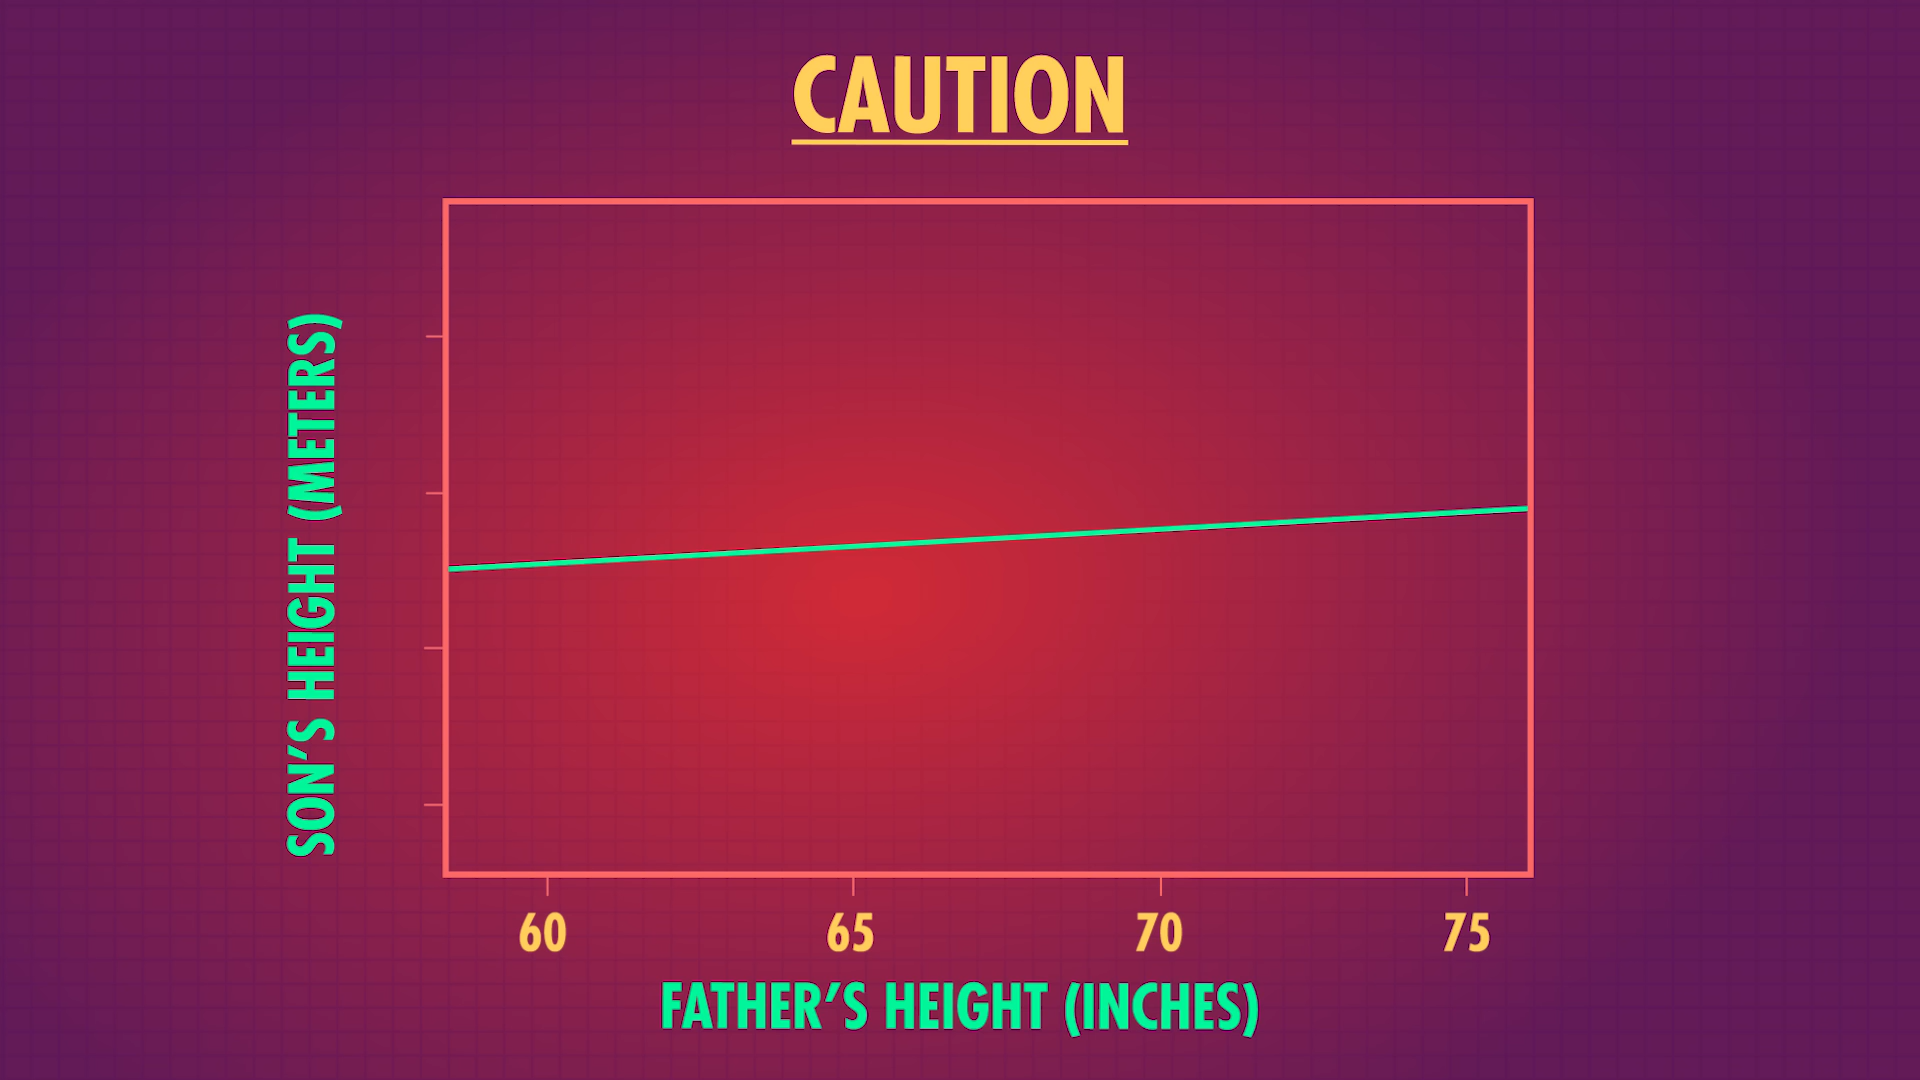 CAUTION
SON'S HEIGHT (METERS)
60 65 70 75
FATHER'S HEIGHT (INCHES)